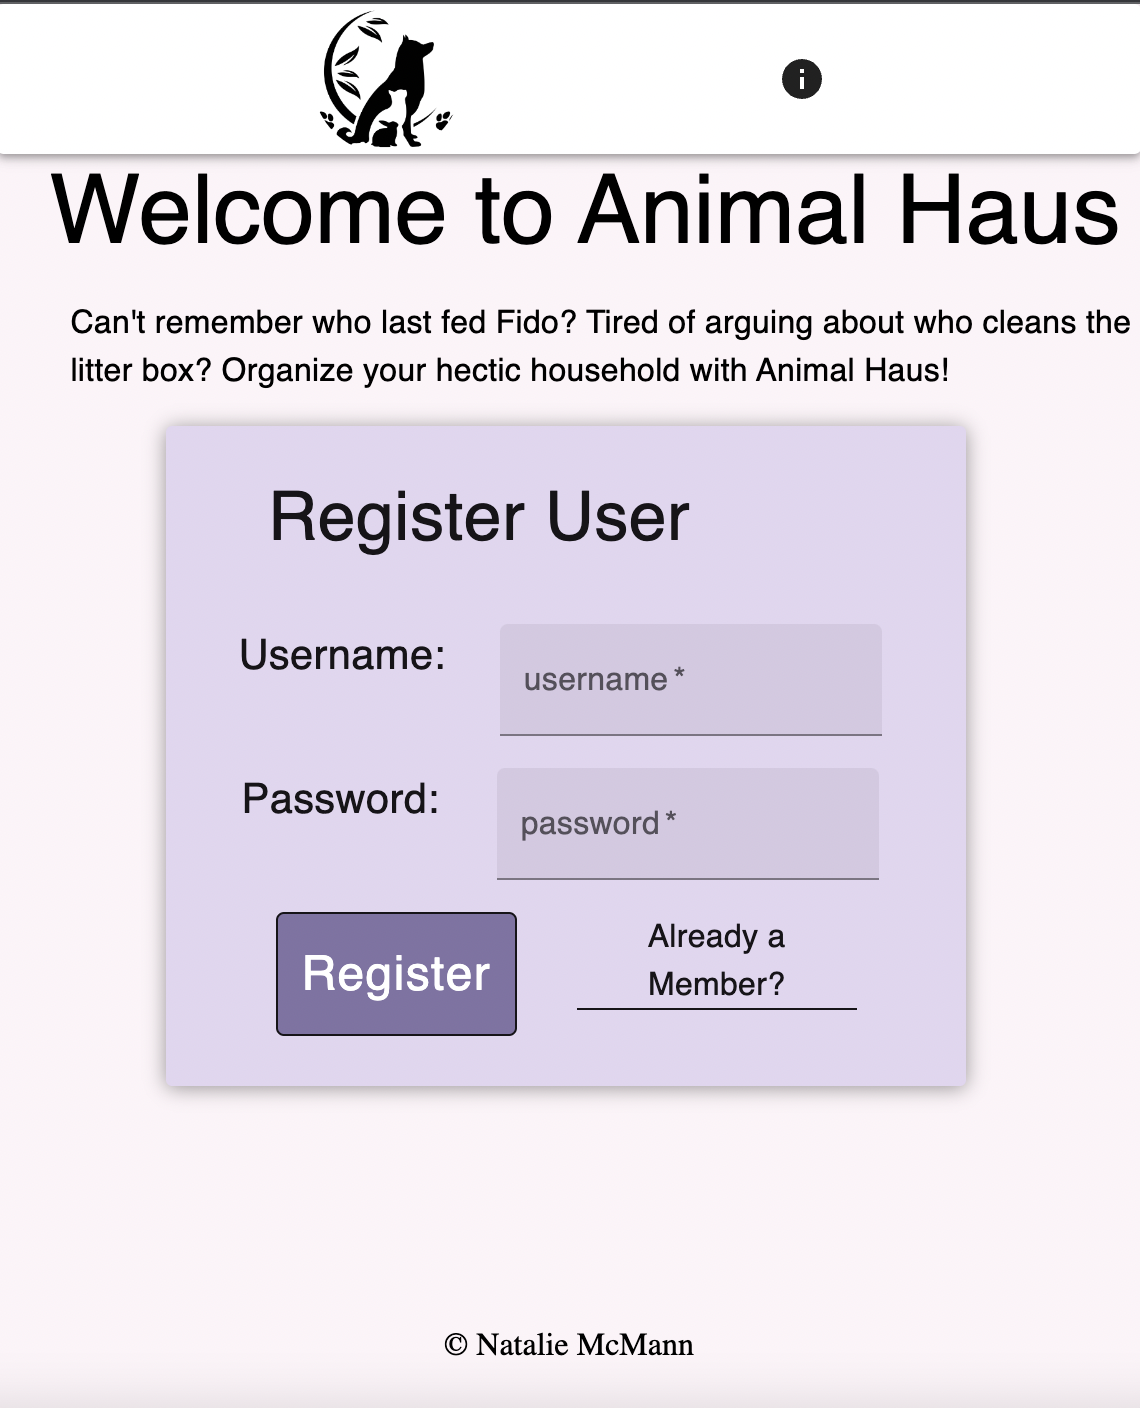 Welcome to Animal Haus
Can't remember who last fed Fido? Tired of arguing about who cleans the
litter box? Organize your hectic household with Animal Haus!
Register User
Username:
username *
Password:
password *
Register
Already a
Member?
© Natalie McMann